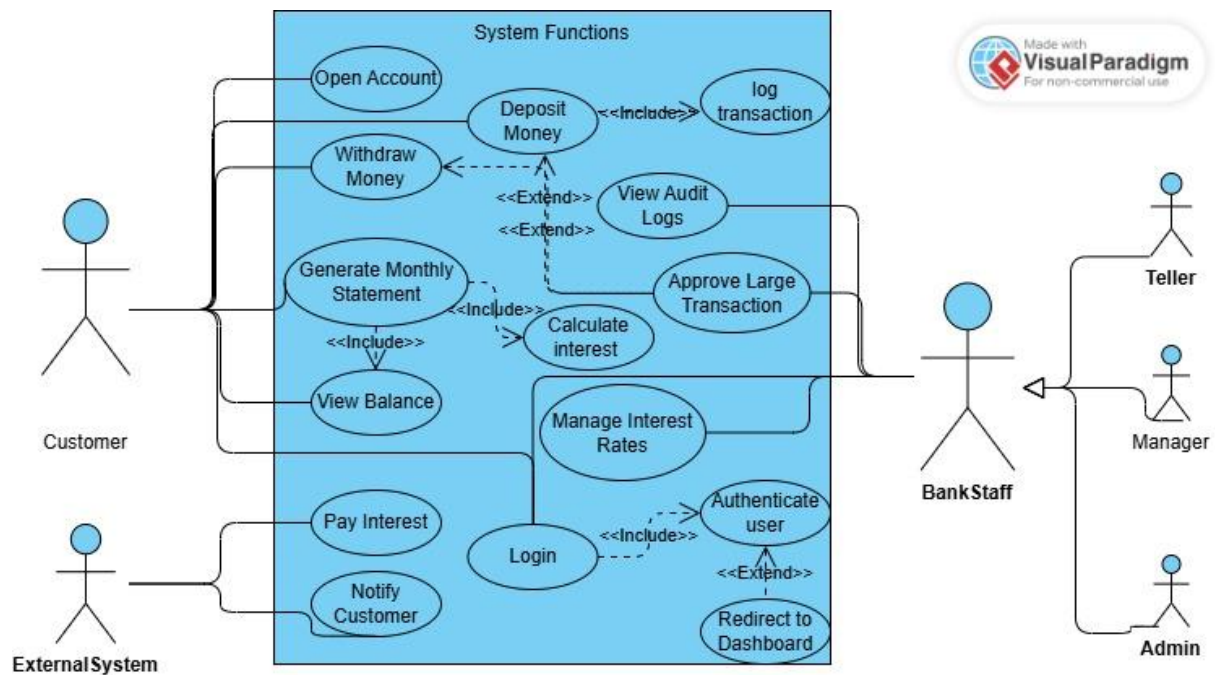 System Functions
Made with
VisualParadigm
For non-commercial use
Open Account
Deposit
Money
<<Include>>
log
transaction
Withdraw
Money
<<Extend>>
<<Extend>>
View Audit
Logs
Generate Monthly
Statement
<<Include>>
<<Include>>
Calculate
interest
Approve Large
Transaction
View Balance
Manage Interest
Rates
Customer
BankStaff
Teller
Manager
Admin
Pay Interest
Login
<<Include>>
Authenticate
user
<<Extend>>
Redirect to
Dashboard
Notify
Customer
ExternalSystem